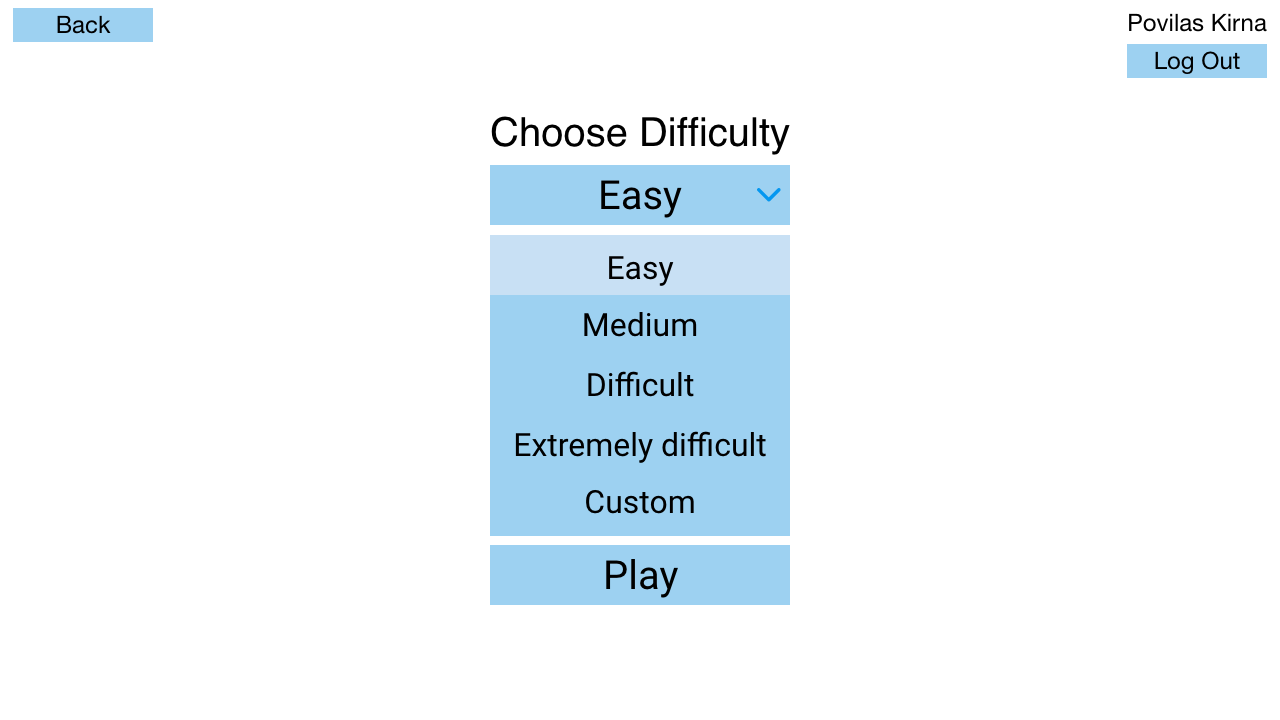 Back
Povilas Kirna
Log Out
Choose Difficulty
Easy
Easy
Medium
Difficult
Extremely difficult
Custom
Play